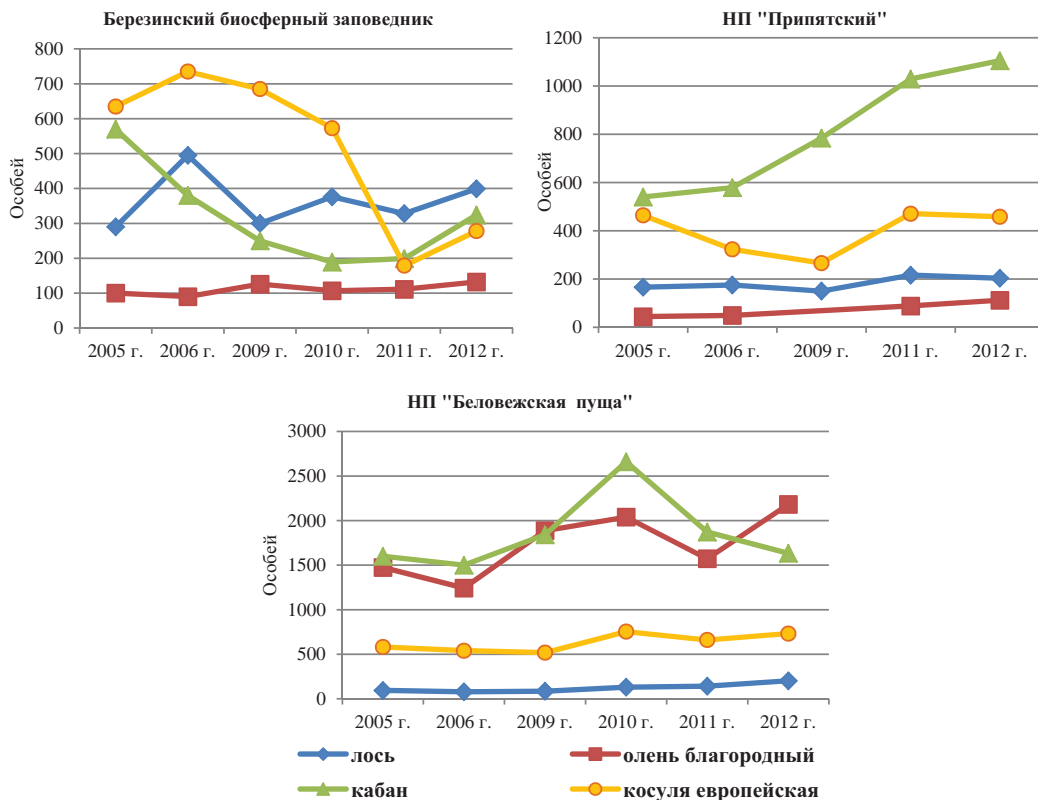 Березинский биосферный заповедник
800
700
600
500
400
300
200
100
0
Особей
2005 г. 2006 г. 2009 г. 2010 г. 2011 г. 2012 г.
НП "Припятский"
1200
1000
800
600
400
200
0
Особей
2005 г. 2006 г. 2009 г. 2011 г. 2012 г.
НП "Беловежская пуща"
3000
2500
2000
1500
1000
500
0
Особей
2005 г. 2006 г. 2009 г. 2010 г. 2011 г. 2012 г.
лось олень благородный
кабан косуля европейская